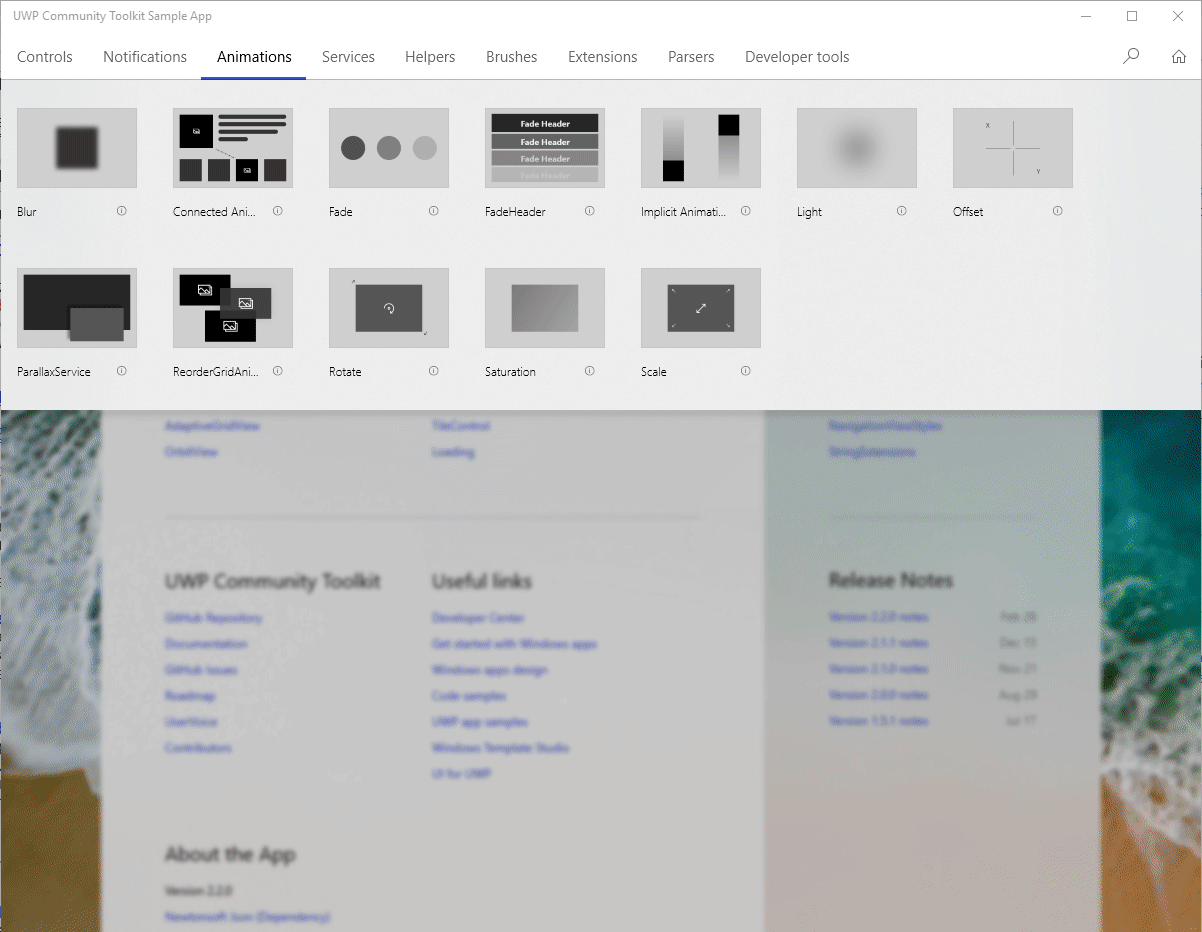 UWP Community Toolkit Sample App
Controls Notifications Animations Services Helpers Brushes Extensions Parsers Developer tools
Fade Header
Fade Header
Fade Header
Fade Header
X
Y
Blur Connected Ani... Fade FadeHeader Implicit Animati... Light Offset
ParallaxService ReorderGridAni... Rotate Saturation Scale
AdaptiveGridView TileControl NavigationViewStyles
OrbitView Loading StringExtensions
UWP Community Toolkit Useful links Release Notes
GitHub Repository Developer Center Version 2.2.0 notes Feb 26
Documentation Get started with Windows apps Version 2.1.1 notes Dec 13
GitHub Issues Windows apps design Version 2.1.0 notes Nov 21
Roadmap Code samples Version 2.0.0 notes Aug 29
UserVoice UWP app samples Version 1.5.1 notes Jul 17
Contributors Windows Template Studio
UI for UWP
About the App
Version 2.2.0
Newtonsoft Json (Dependency)